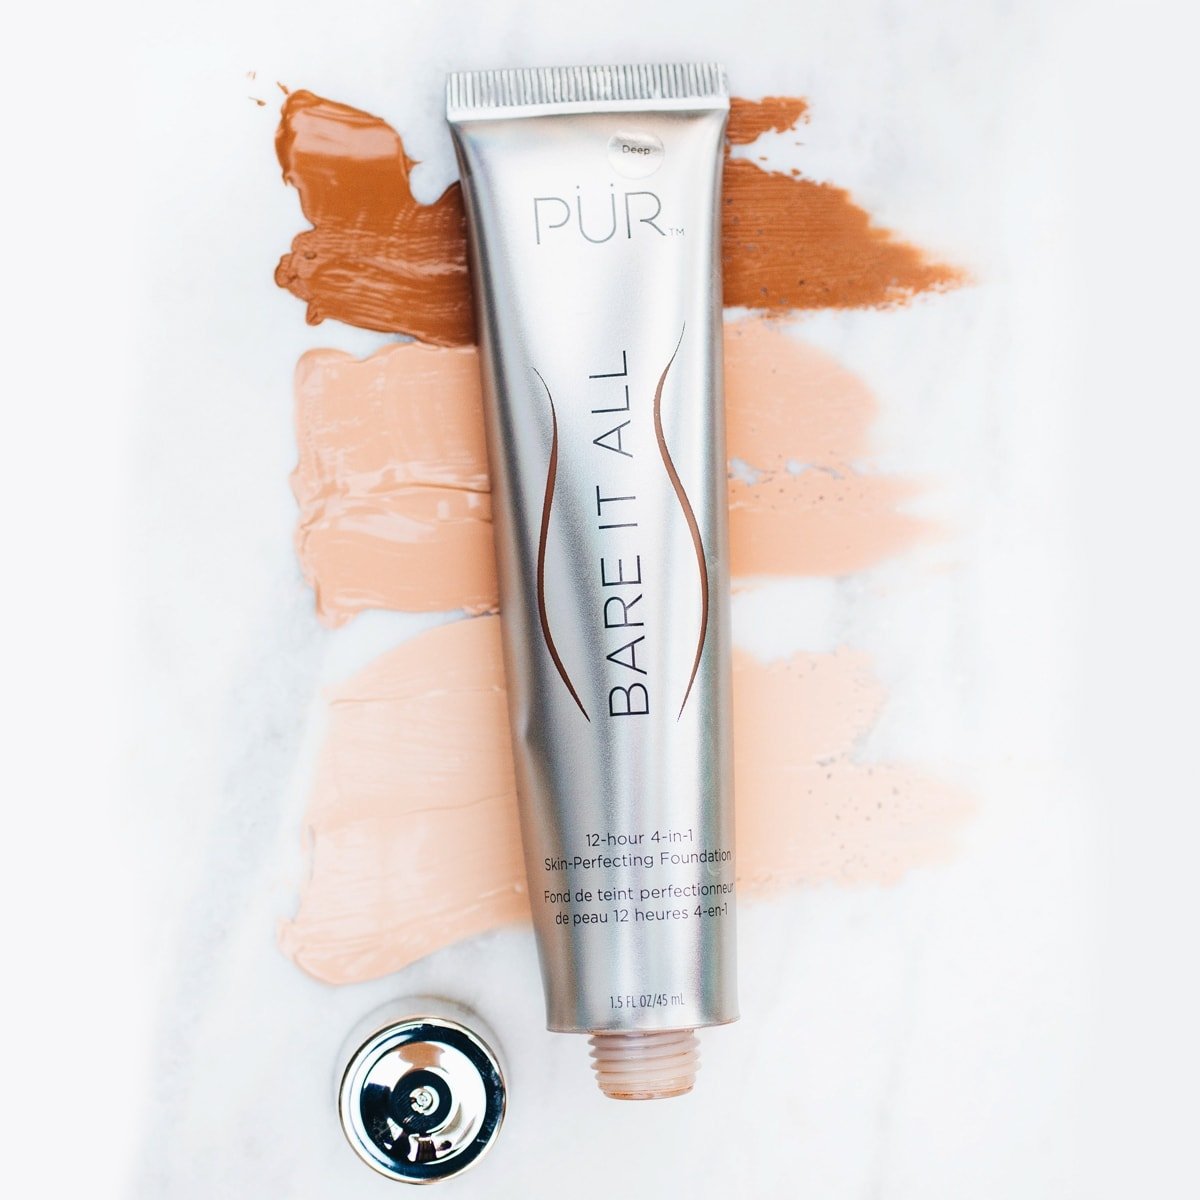 Deep
PÜR™
BARE IT ALL
12-hour 4-in-1
Skin-Perfecting Foundation
Fond de teint perfectionneur
de peau 12 heures 4-en-1
1.5 FL OZ/45 mL